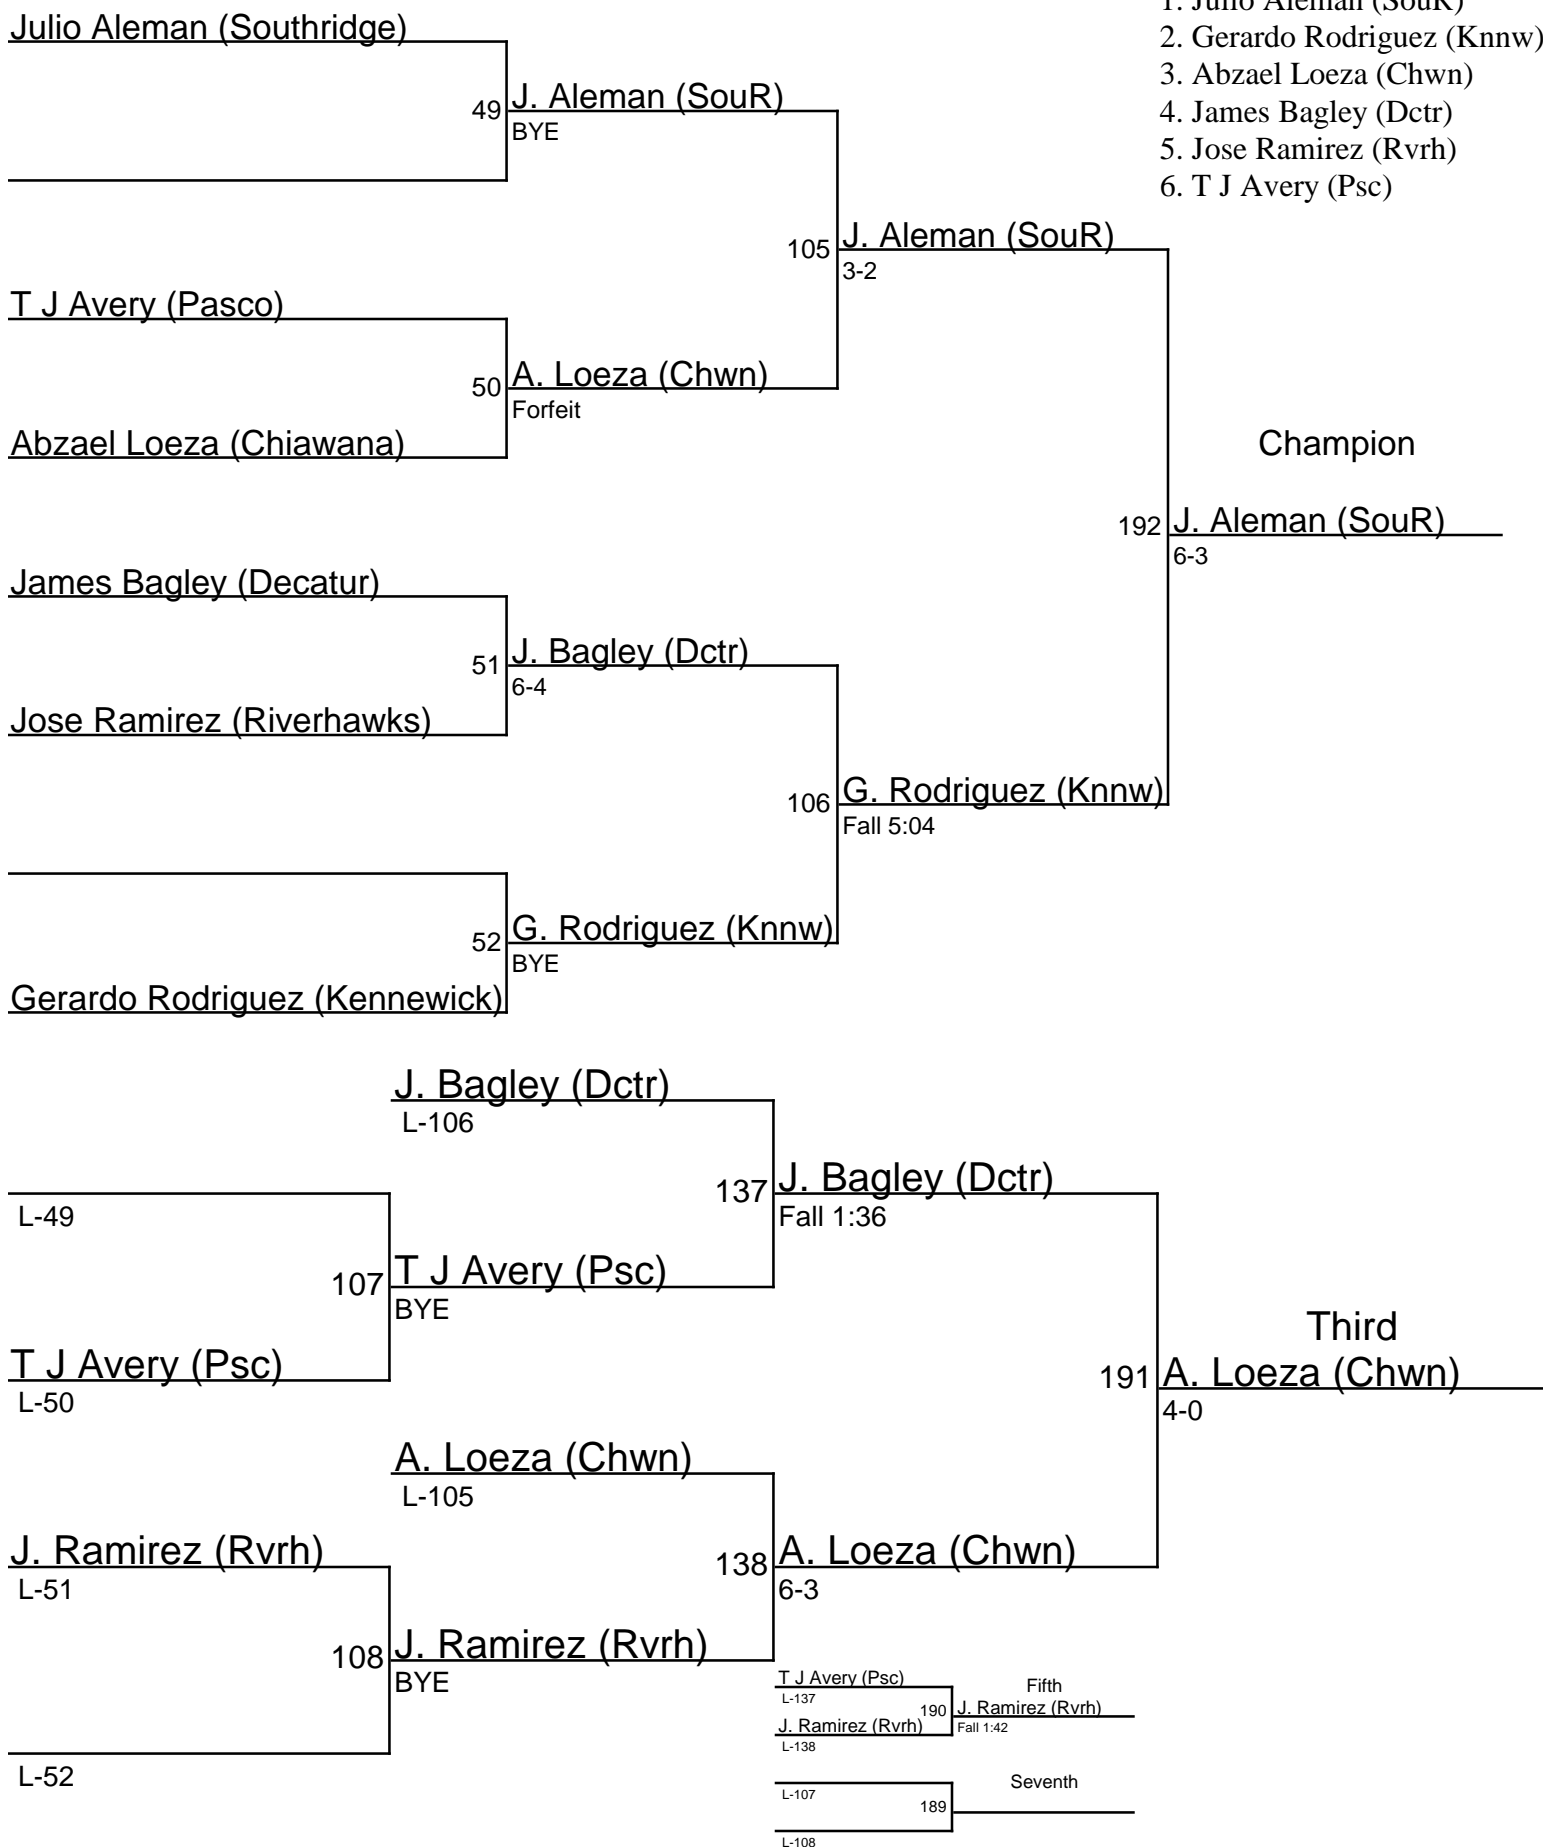 1. Julio Aleman (SouR)
2. Gerardo Rodriguez (Knnw)
3. Abzael Loeza (Chwn)
4. James Bagley (Dctr)
5. Jose Ramirez (Rvrh)
6. T J Avery (Psc)
Julio Aleman (Southridge)
49 J. Aleman (SouR)
BYE
105 J. Aleman (SouR)
3-2
T J Avery (Pasco)
50 A. Loeza (Chwn)
Forfeit
Abzael Loeza (Chiawana)
Champion
192 J. Aleman (SouR)
6-3
James Bagley (Decatur)
51 J. Bagley (Dctr)
6-4
Jose Ramirez (Riverhawks)
106 G. Rodriguez (Knnw)
Fall 5:04
52 G. Rodriguez (Knnw)
BYE
Gerardo Rodriguez (Kennewick)
J. Bagley (Dctr)
L-106
137 J. Bagley (Dctr)
Fall 1:36
L-49
107 T J Avery (Psc)
BYE
T J Avery (Psc)
L-50
Third
191 A. Loeza (Chwn)
4-0
A. Loeza (Chwn)
L-105
J. Ramirez (Rvrh)
L-51
138 A. Loeza (Chwn)
6-3
108 J. Ramirez (Rvrh)
BYE
L-52
T J Avery (Psc)
L-137
Fifth
190 J. Ramirez (Rvrh)
Fall 1:42
J. Ramirez (Rvrh)
L-138
Seventh
L-107
189
L-108